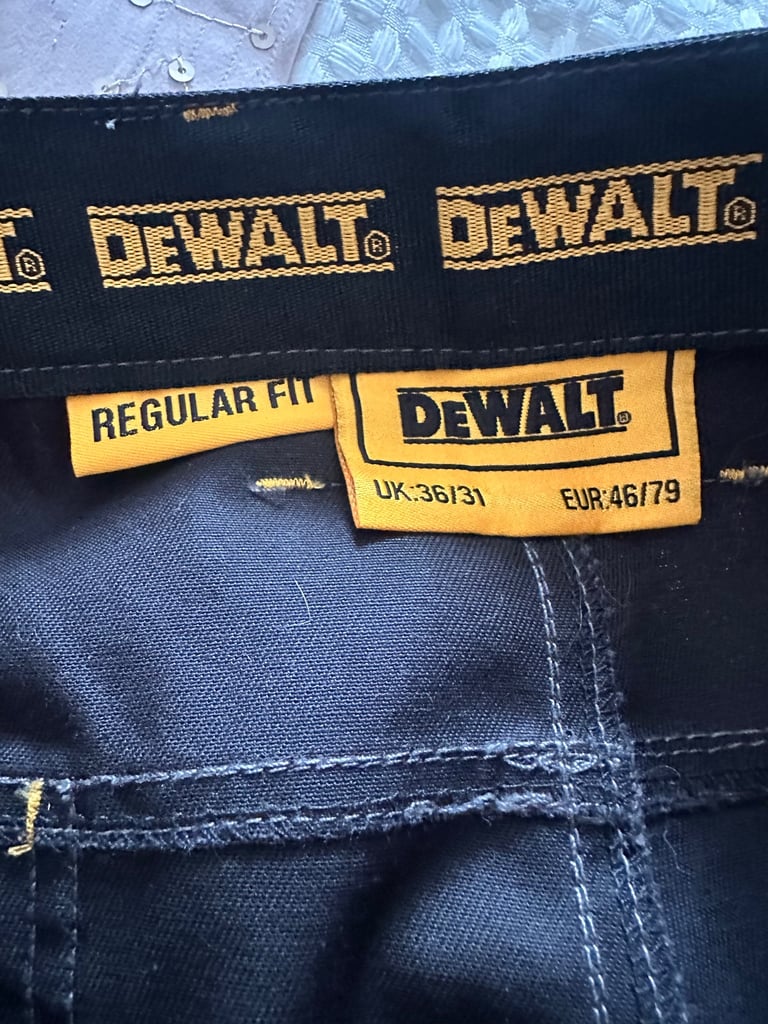 T®
DEWALT®
DEWALT®
REGULAR FIT
DEWALT®
UK:36/31 EUR:46/79